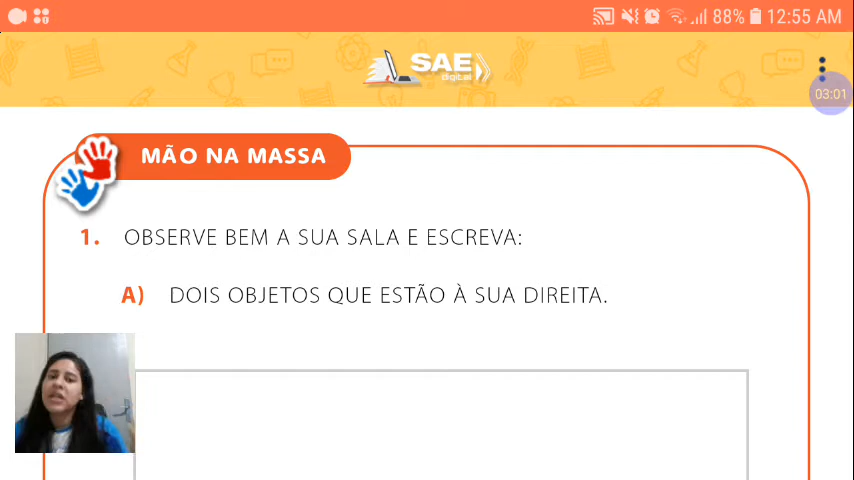 88% 12:55 AM
SAE
digital
03:01
MÃO NA MASSA
1. OBSERVE BEM A SUA SALA E ESCREVA:
A) DOIS OBJETOS QUE ESTÃO À SUA DIREITA.